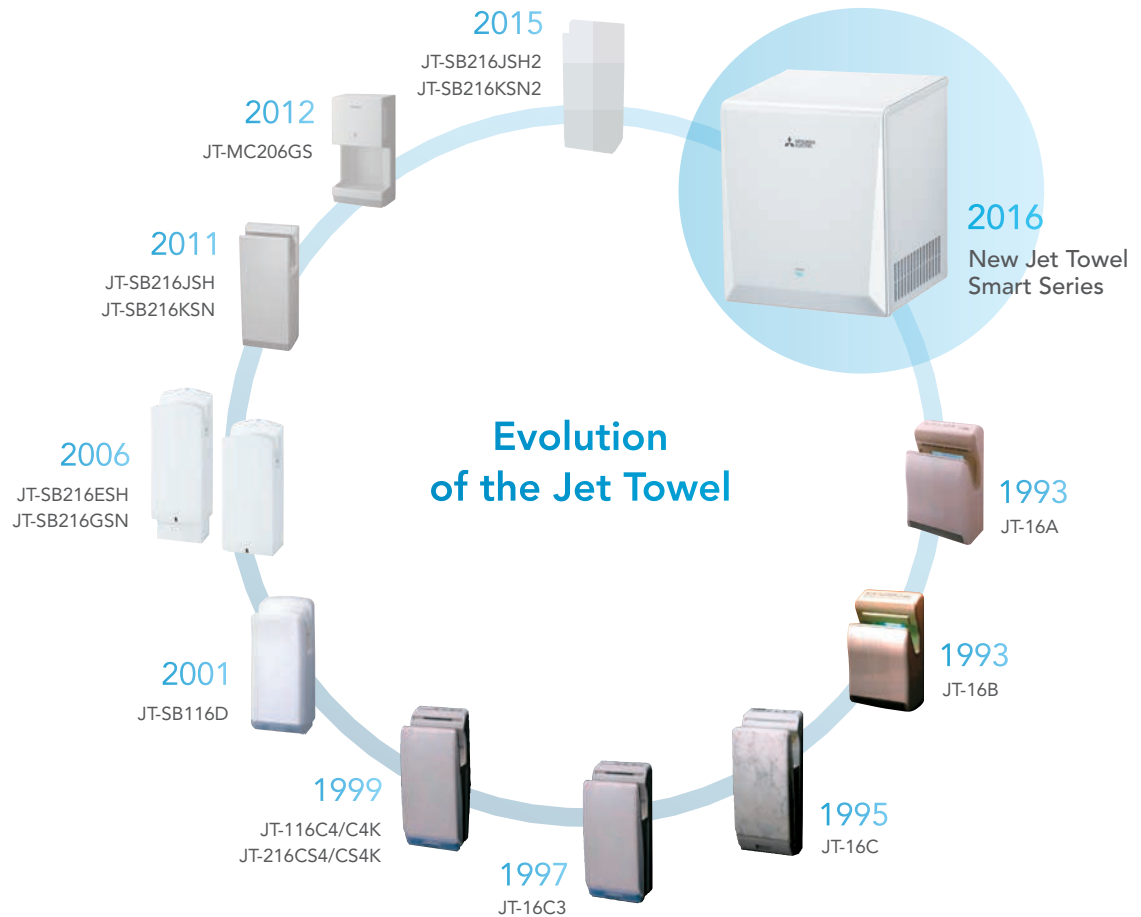 2015
JT-SB216JSH2
JT-SB216KSN2
2012
JT-MC206GS
MITSUBISHI
ELECTRIC
2016
New Jet Towel
Smart Series
2011
JT-SB216JSH
JT-SB216KSN
Evolution
of the Jet Towel
2006
JT-SB216ESH
JT-SB216GSN
1993
JT-16A
1993
JT-16B
2001
JT-SB116D
1999
JT-116C4/C4K
JT-216CS4/CS4K
1995
JT-16C
1997
JT-16C3